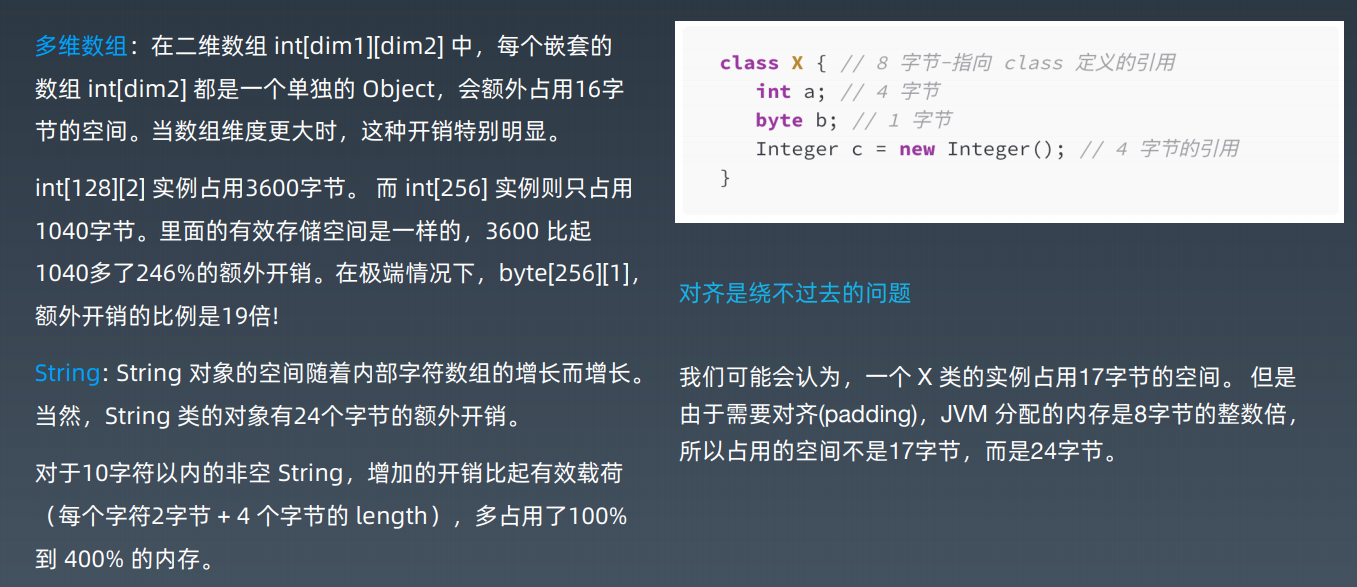 多维数组：在二维数组 int[dim1][dim2] 中，每个嵌套的
数组 int[dim2] 都是一个单独的 Object，会额外占用16字
节的空间。当数组维度更大时，这种开销特别明显。
int[128][2] 实例占用3600字节。 而 int[256] 实例则只占用
1040字节。里面的有效存储空间是一样的，3600 比起
1040多了246%的额外开销。在极端情况下，byte[256][1]，
额外开销的比例是19倍!
String: String 对象的空间随着内部字符数组的增长而增长。
当然，String 类的对象有24个字节的额外开销。
对于10字符以内的非空 String，增加的开销比起有效载荷
（每个字符2字节 + 4 个字节的 length），多占用了100%
到 400% 的内存。
class X { // 8 字节-指向 class 定义的引用
int a; // 4 字节
byte b; // 1 字节
Integer c = new Integer(); // 4 字节的引用
}
对齐是绕不过去的问题
我们可能会认为，一个 X 类的实例占用17字节的空间。 但是
由于需要对齐(padding)，JVM 分配的内存是8字节的整数倍，
所以占用的空间不是17字节，而是24字节。